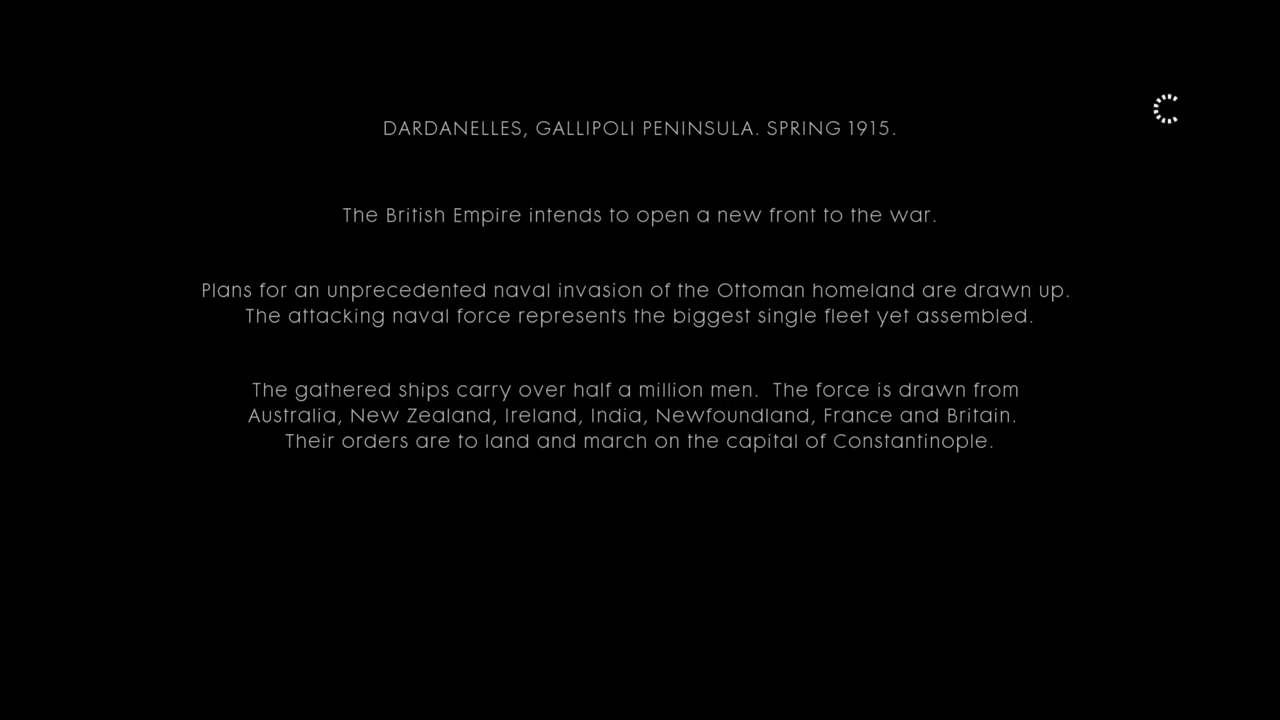 DARDANELLES, GALLIPOLI PENINSULA. SPRING 1915.
The British Empire intends to open a new front to the war.
Plans for an unprecedented naval invasion of the Ottoman homeland are drawn up.
The attacking naval force represents the biggest single fleet yet assembled.
The gathered ships carry over half a million men.  The force is drawn from
Australia, New Zealand, Ireland, India, Newfoundland, France and Britain.
Their orders are to land and march on the capital of Constantinople.